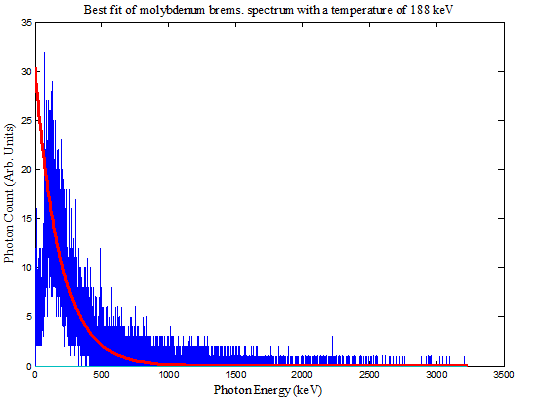 Best fit of molybdenum brems. spectrum with a temperature of 188 keV
35
30
25
20
15
10
5
0
Photon Count (Arb. Units)
0 500 1000 1500 2000 2500 3000 3500
Photon Energy (keV)